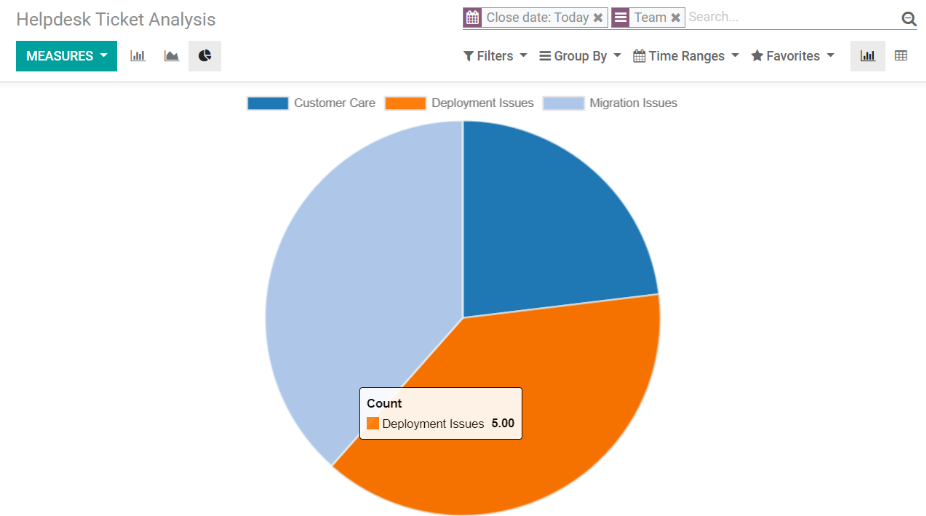 Helpdesk Ticket Analysis
Close date: Today ✖ Team ✖ Search...
MEASURES Filters Group By Time Ranges Favorites
Customer Care Deployment Issues Migration Issues
Count
Deployment Issues 5.00